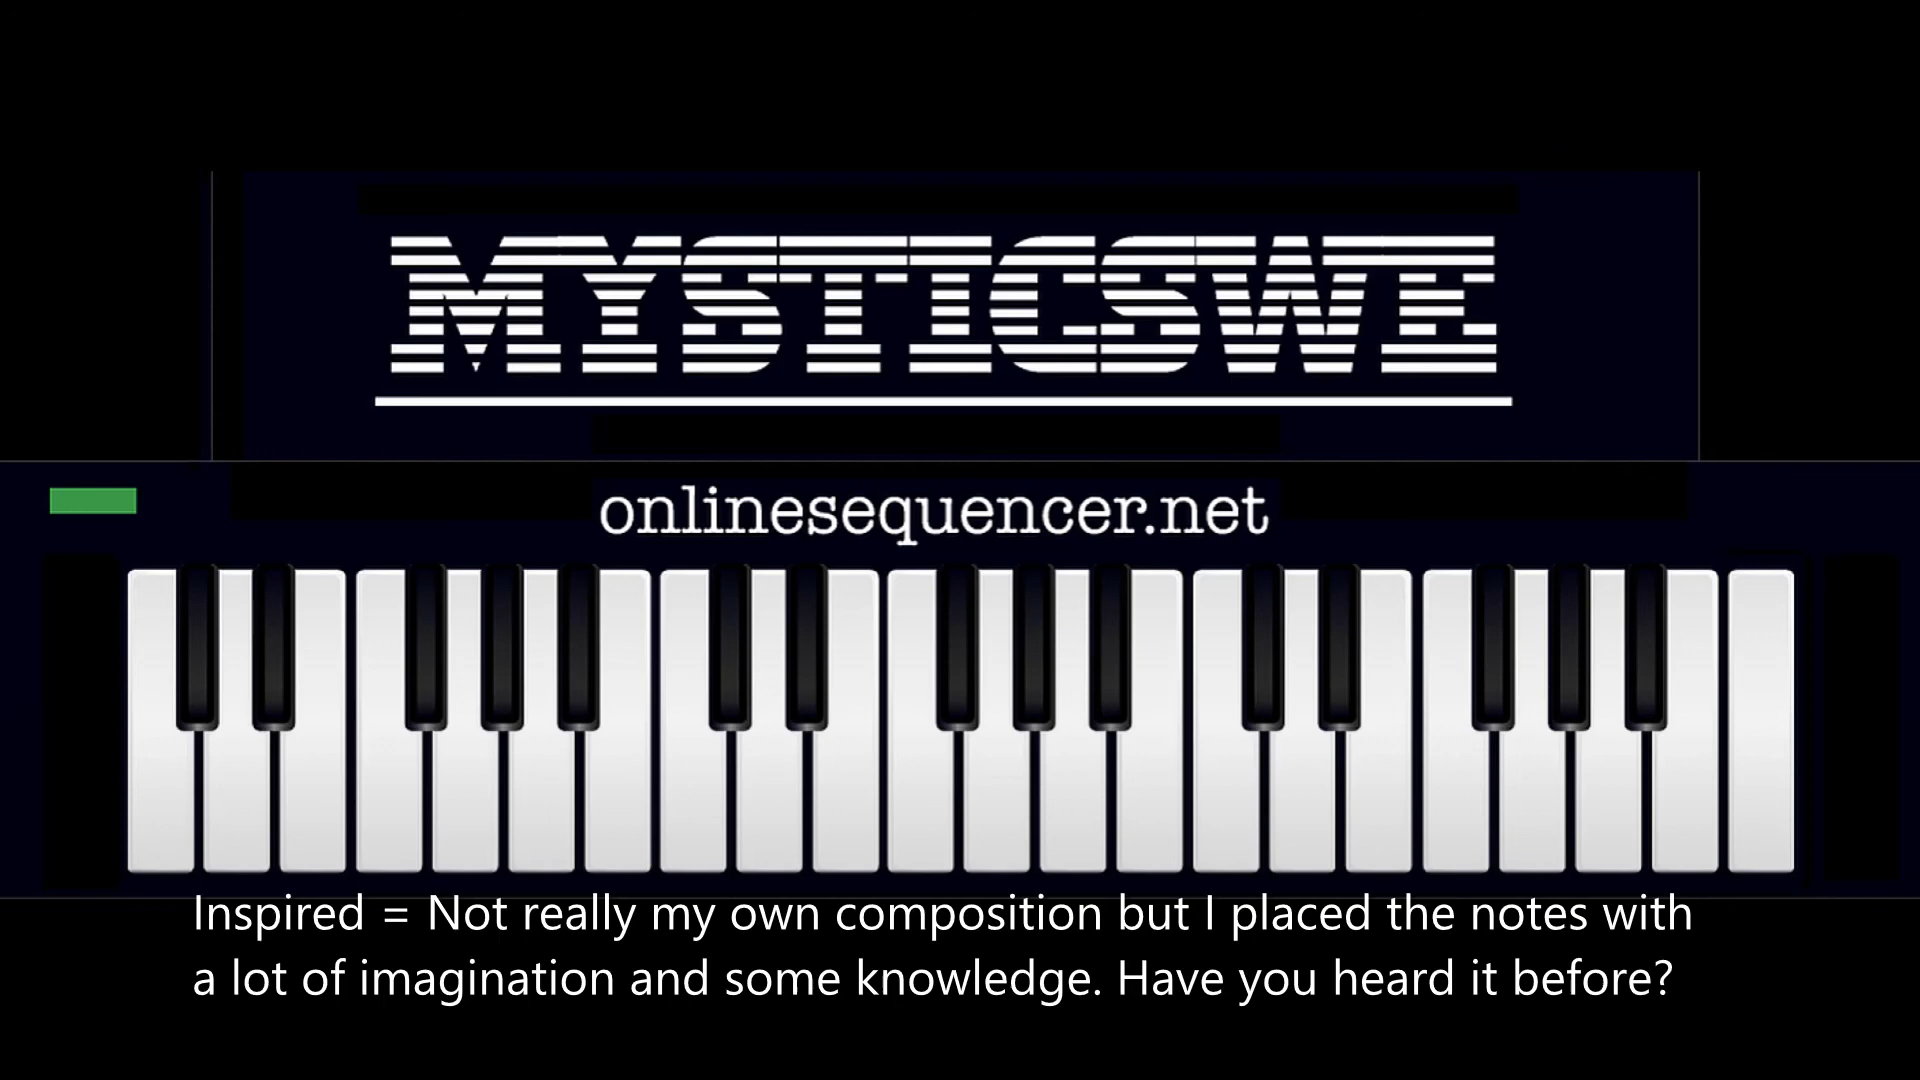 MYSTICSWE
onlinesequencer.net
Inspired = Not really my own composition but I placed the notes with
a lot of imagination and some knowledge. Have you heard it before?